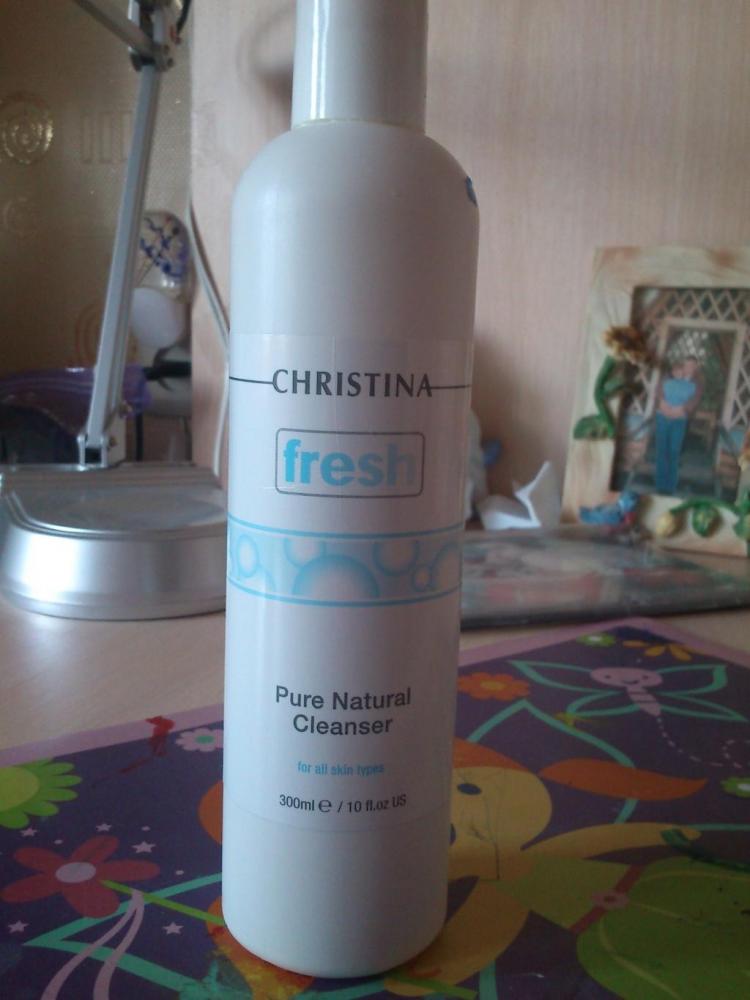 CHRISTINA
fresh
Pure Natural
Cleanser
for all skin types
300ml ℮ / 10 fl.oz US